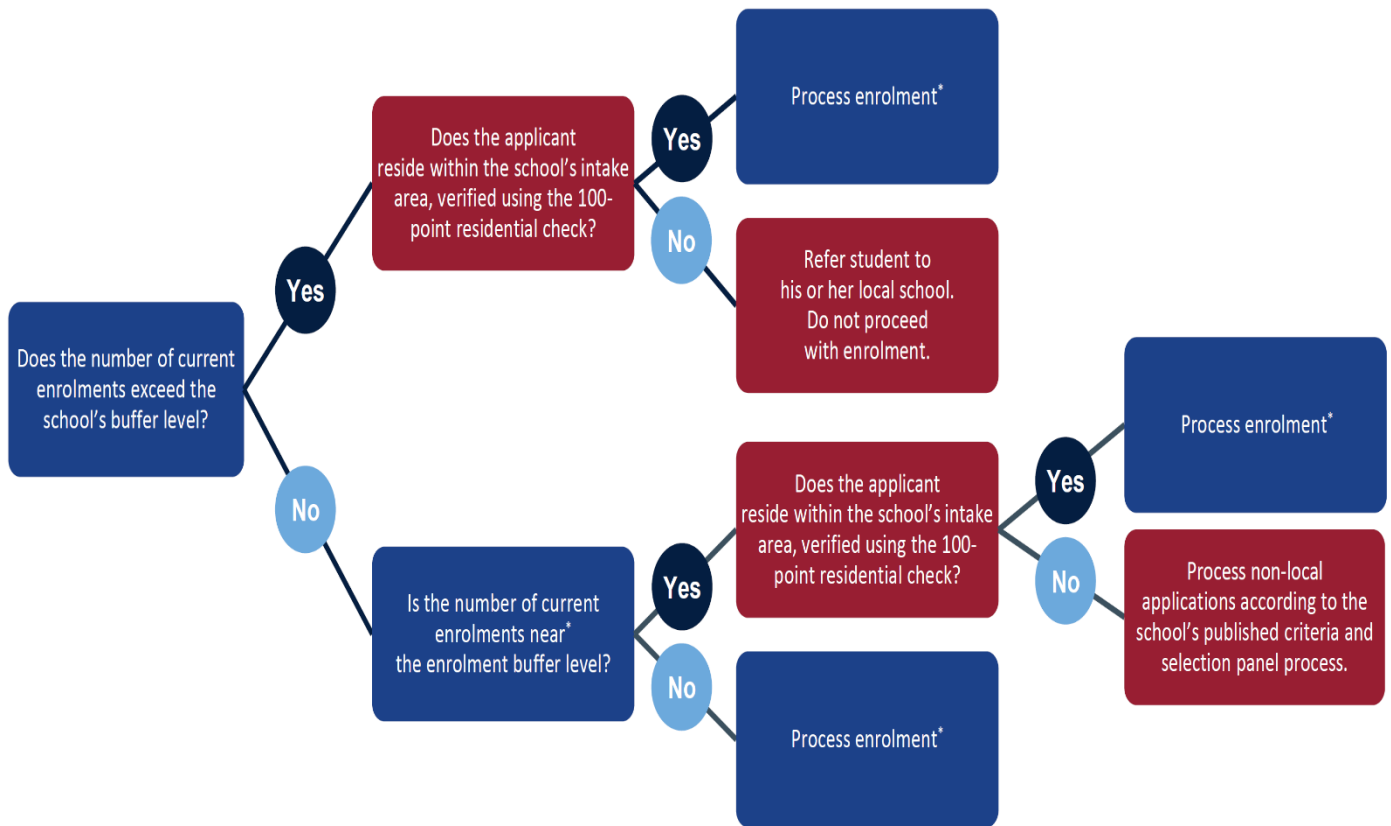 Does the number of current
enrolments exceed the
school’s buffer level?
Yes
Does the applicant
reside within the school’s intake
area, verified using the 100-
point residential check?
Yes
Process enrolment*
No
Refer student to
his or her local school.
Do not proceed
with enrolment.
No
Is the number of current
enrolments near*
the enrolment buffer level?
Yes
Does the applicant
reside within the school’s intake
area, verified using the 100-
point residential check?
Yes
Process enrolment*
No
Process non-local
applications according to the
school’s published criteria and
selection panel process.
No
Process enrolment*